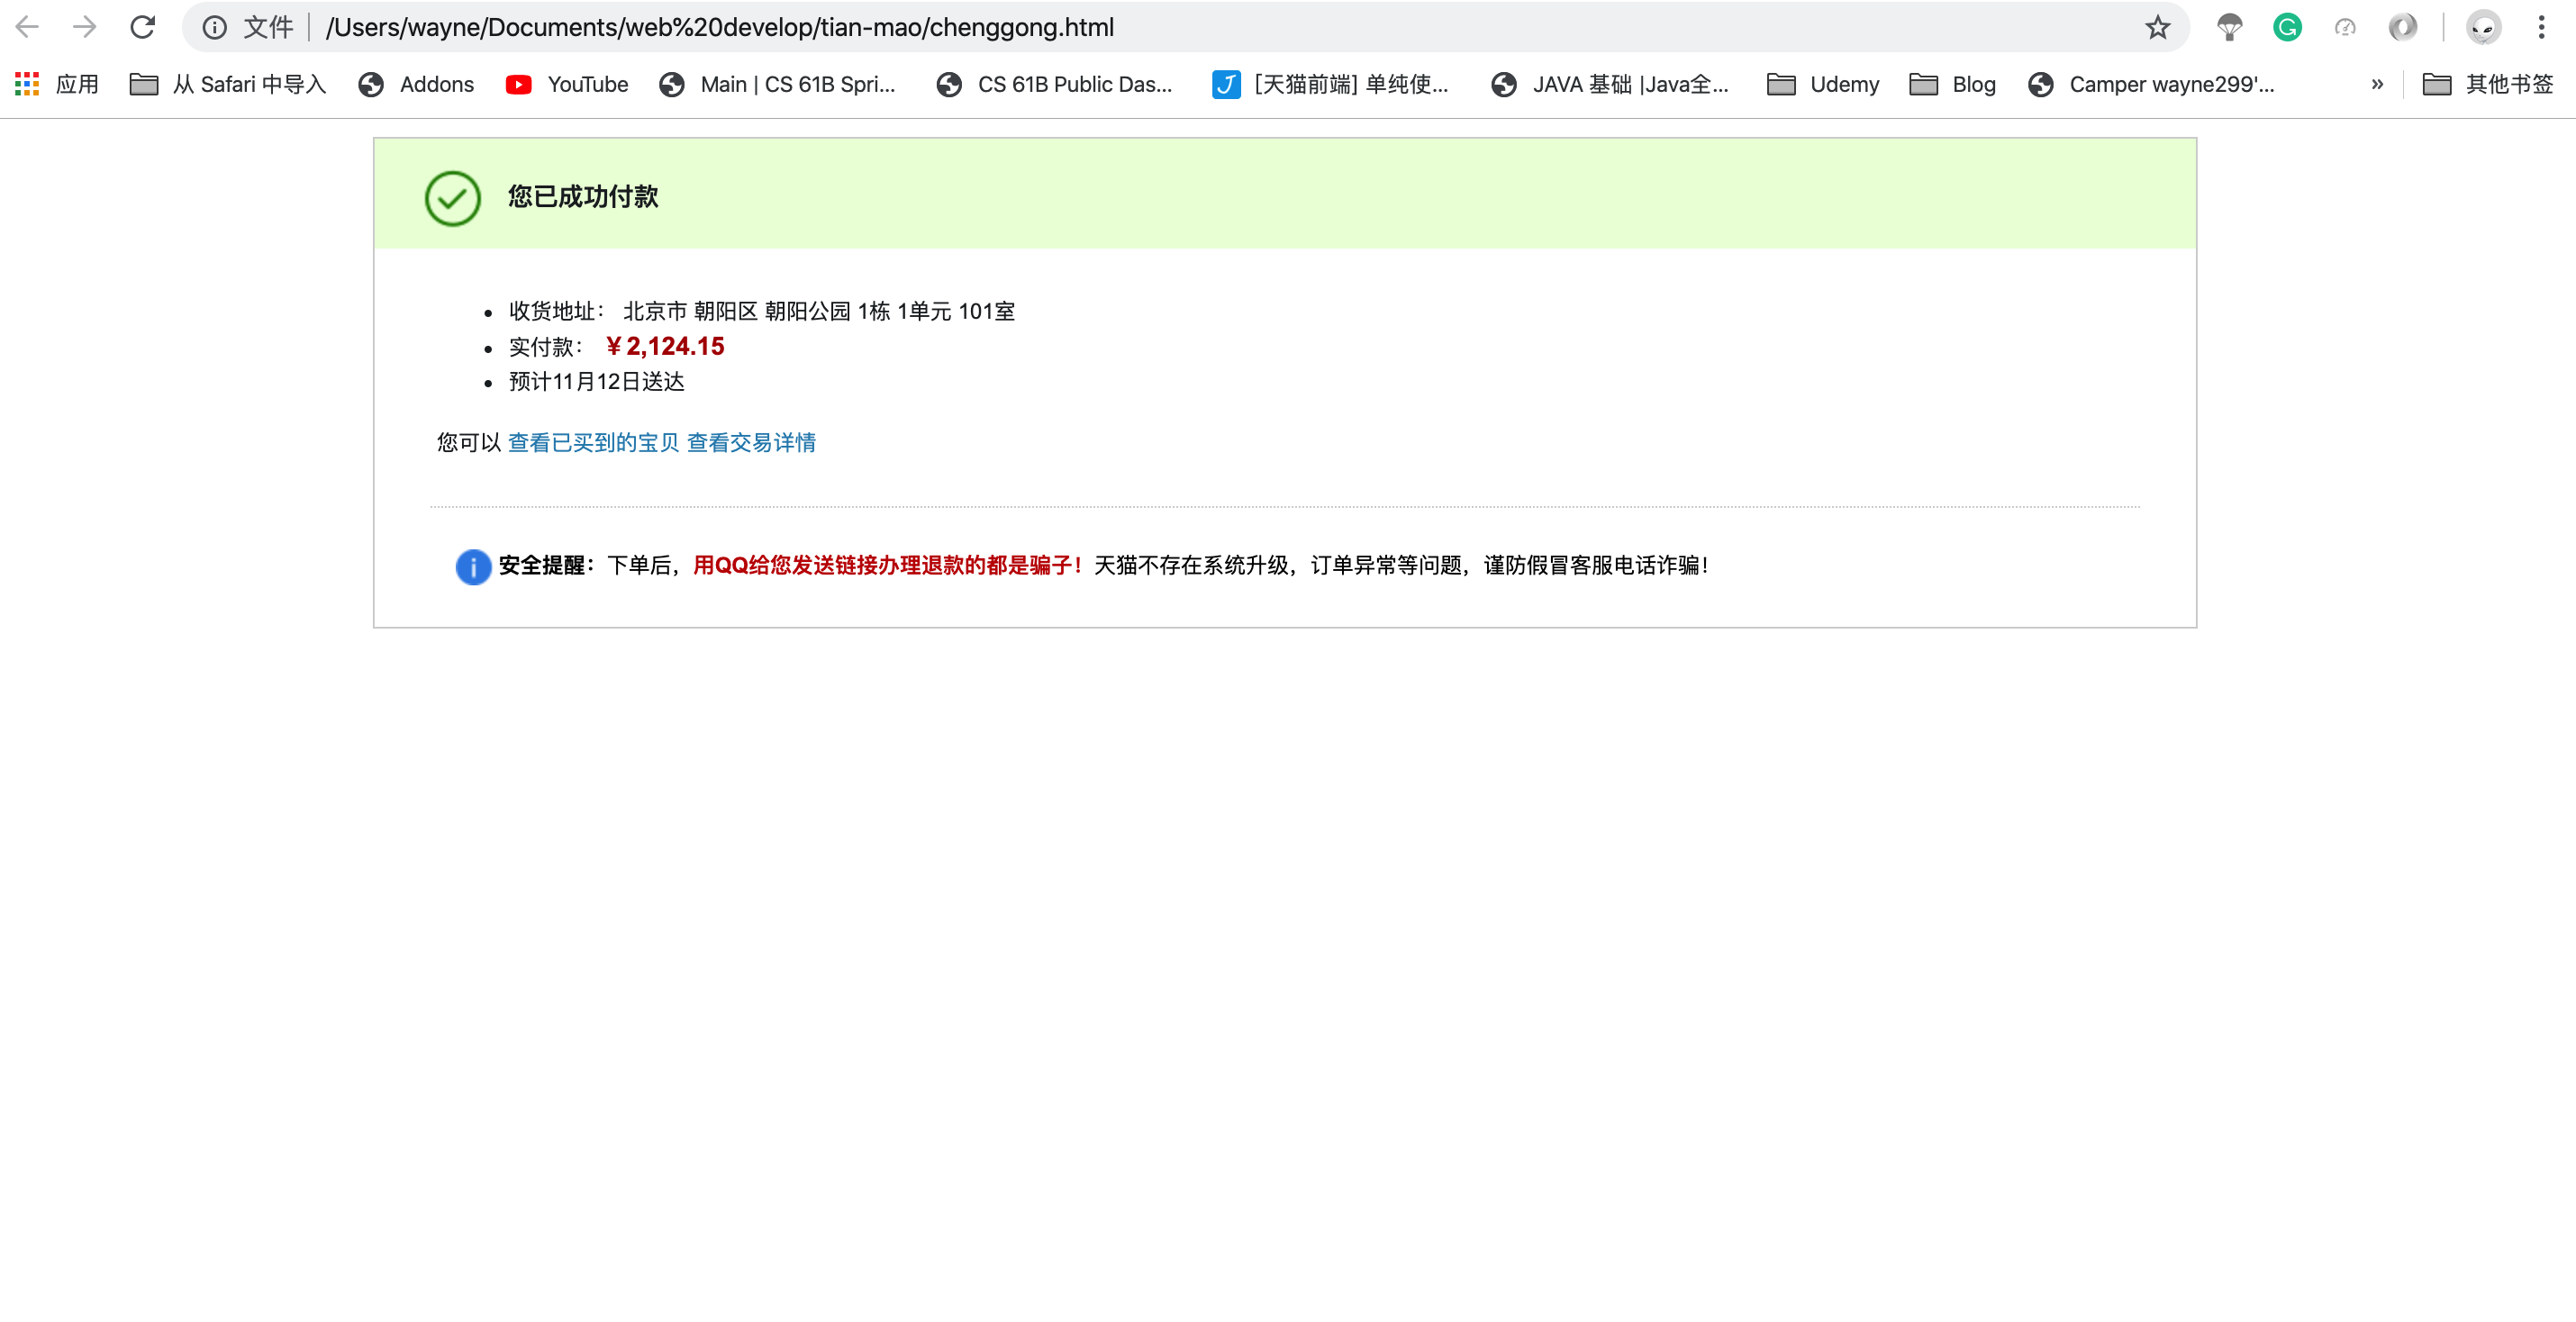 文件 /Users/wayne/Documents/web%20develop/tian-mao/chenggong.html
应用 从 Safari 中导入 Addons YouTube Main | CS 61B Spri... CS 61B Public Das... [天猫前端] 单纯使... JAVA 基础 |Java全... Udemy Blog Camper wayne299'... » 其他书签
您已成功付款
• 收货地址： 北京市 朝阳区 朝阳公园 1栋 1单元 101室
• 实付款： ￥2,124.15
• 预计11月12日送达
您可以 查看已买到的宝贝 查看交易详情
安全提醒：下单后，用QQ给您发送链接办理退款的都是骗子！天猫不存在系统升级，订单异常等问题，谨防假冒客服电话诈骗！